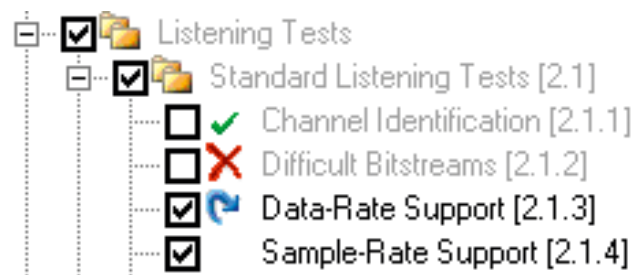 Listening Tests
Standard Listening Tests [2.1]
Channel Identification [2.1.1]
Difficult Bitstreams [2.1.2]
Data-Rate Support [2.1.3]
Sample-Rate Support [2.1.4]